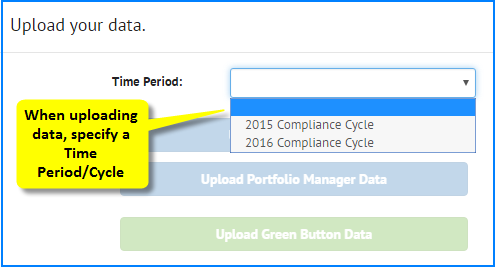 Upload your data.
Time Period:
When uploading
data, specify a
Time
Period/Cycle
2015 Compliance Cycle
2016 Compliance Cycle
Upload Portfolio Manager Data
Upload Green Button Data